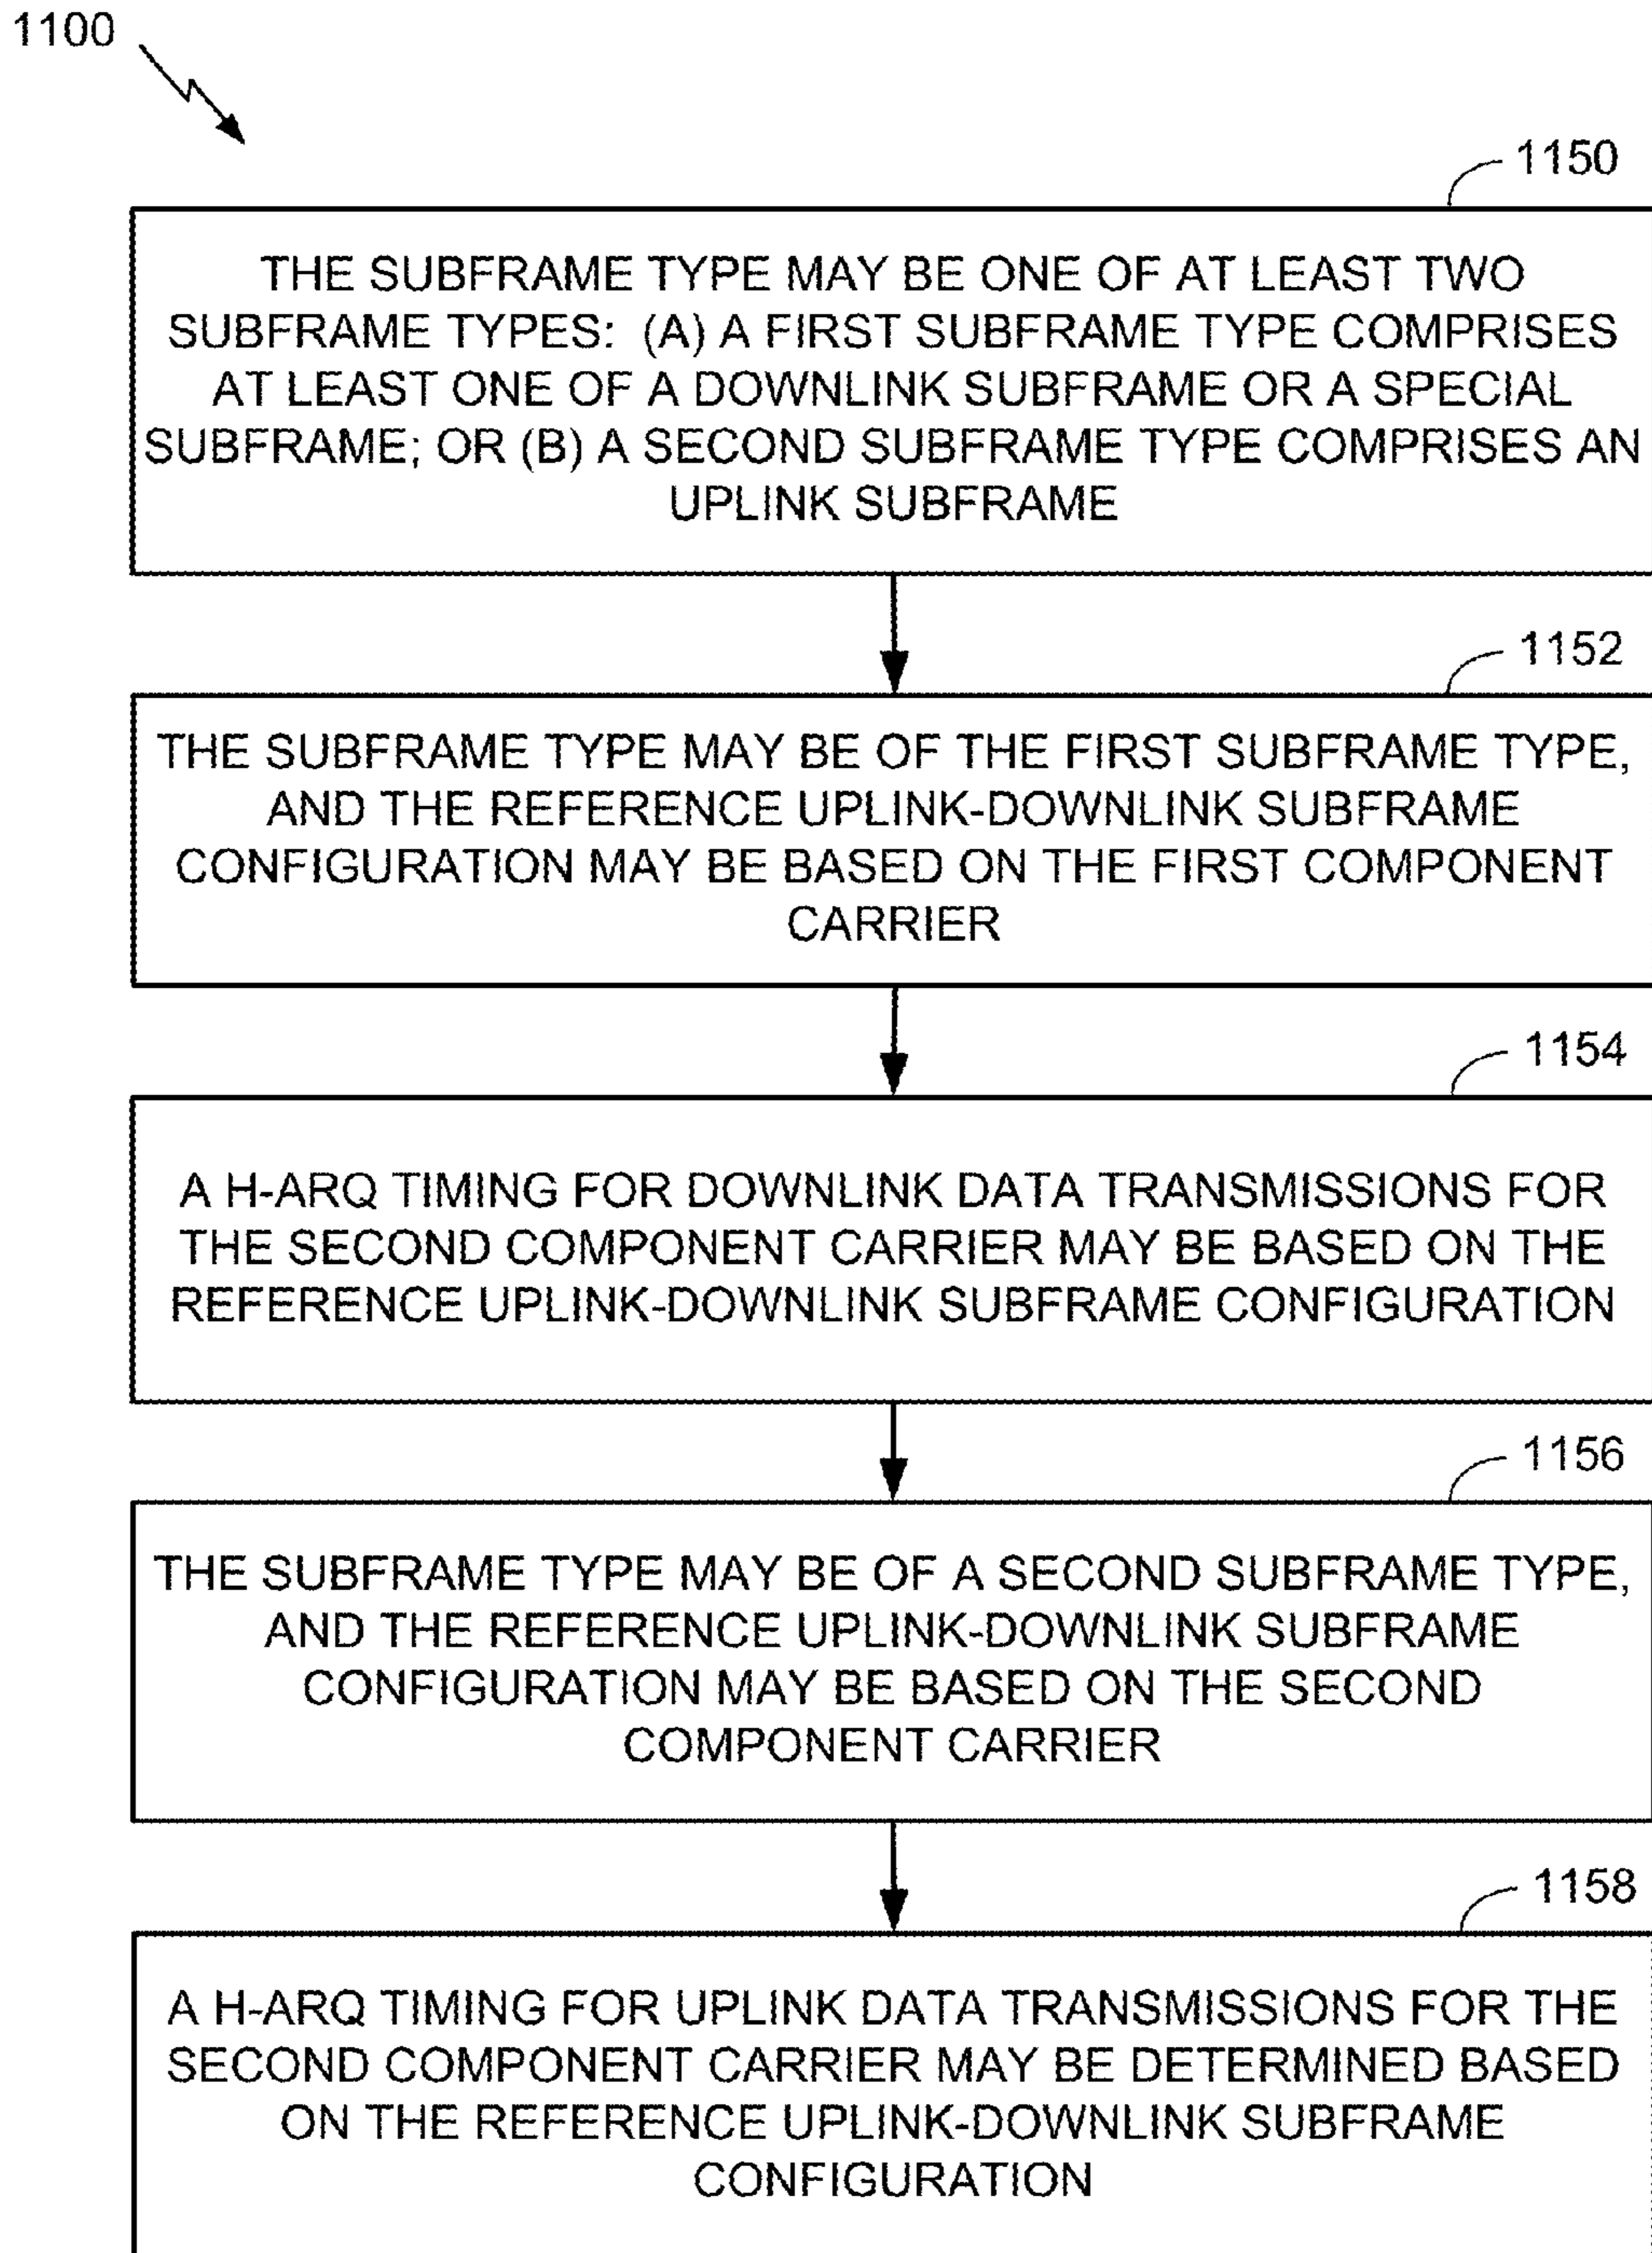 1100
1150
THE SUBFRAME TYPE MAY BE ONE OF AT LEAST TWO
SUBFRAME TYPES: (A) A FIRST SUBFRAME TYPE COMPRISES
AT LEAST ONE OF A DOWNLINK SUBFRAME OR A SPECIAL
SUBFRAME; OR (B) A SECOND SUBFRAME TYPE COMPRISES AN
UPLINK SUBFRAME
1152
THE SUBFRAME TYPE MAY BE OF THE FIRST SUBFRAME TYPE,
AND THE REFERENCE UPLINK-DOWNLINK SUBFRAME
CONFIGURATION MAY BE BASED ON THE FIRST COMPONENT
CARRIER
1154
A H-ARQ TIMING FOR DOWNLINK DATA TRANSMISSIONS FOR
THE SECOND COMPONENT CARRIER MAY BE BASED ON THE
REFERENCE UPLINK-DOWNLINK SUBFRAME CONFIGURATION
1156
THE SUBFRAME TYPE MAY BE OF A SECOND SUBFRAME TYPE,
AND THE REFERENCE UPLINK-DOWNLINK SUBFRAME
CONFIGURATION MAY BE BASED ON THE SECOND
COMPONENT CARRIER
1158
A H-ARQ TIMING FOR UPLINK DATA TRANSMISSIONS FOR THE
SECOND COMPONENT CARRIER MAY BE DETERMINED BASED
ON THE REFERENCE UPLINK-DOWNLINK SUBFRAME
CONFIGURATION